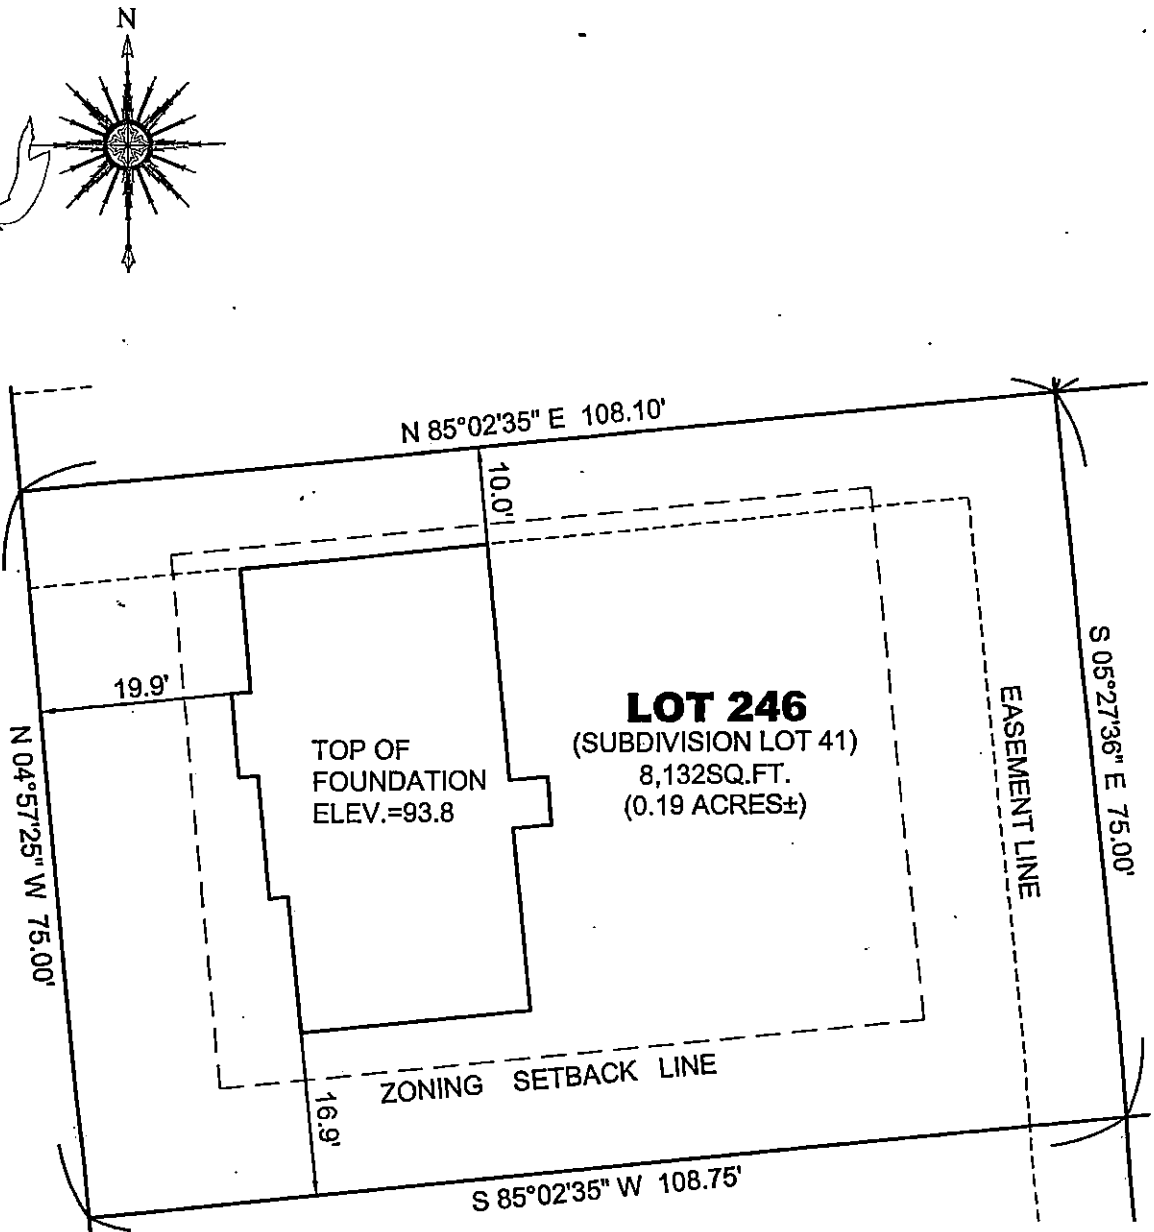 N
N 85°02'35" E 108.10'
10.0'
19.9'
S 05°27'36" E 75.00'
LOT 246
(SUBDIVISION LOT 41)
8,132SQ.FT.
(0.19 ACRES±)
TOP OF
FOUNDATION
ELEV.=93.8
EASEMENT LINE
N 04°57'25" W 75.00'
ZONING SETBACK LINE
16.9'
S 85°02'35" W 108.75'